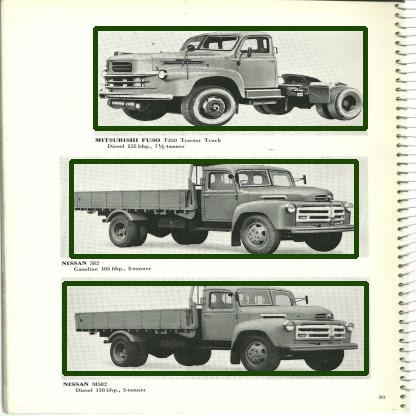 MITSUBISHI FUSO T350 Tractor Truck
Diesel 155 bhp., 7½-tonner
NISSAN 582
Gasoline 105 bhp., 5-tonner
NISSAN M582
Diesel 110 bhp., 5-tonner